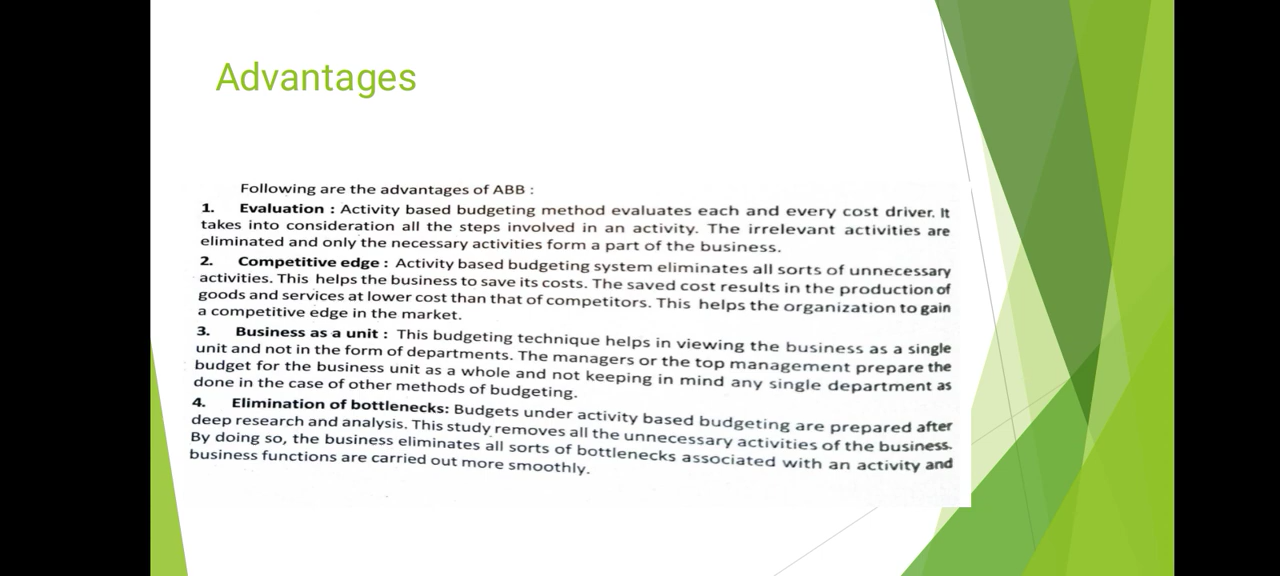 Advantages
Following are the advantages of ABB :
1. Evaluation : Activity based budgeting method evaluates each and every cost driver. It
takes into consideration all the steps involved in an activity. The irrelevant activities are
eliminated and only the necessary activities form a part of the business.
2. Competitive edge : Activity based budgeting system eliminates all sorts of unnecessary
activities. This helps the business to save its costs. The saved cost results in the production of
goods and services at lower cost than that of competitors. This helps the organization to gain
a competitive edge in the market.
3. Business as a unit : This budgeting technique helps in viewing the business as a single
unit and not in the form of departments. The managers or the top management prepare the
budget for the business unit as a whole and not keeping in mind any single department as
done in the case of other methods of budgeting.
4. Elimination of bottlenecks: Budgets under activity based budgeting are prepared after
deep research and analysis. This study removes all the unnecessary activities of the business.
By doing so, the business eliminates all sorts of bottlenecks associated with an activity and
business functions are carried out more smoothly.